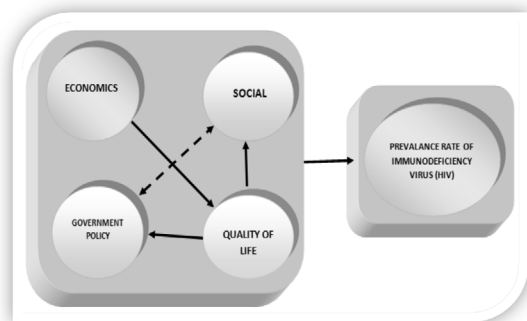 ECONOMICS
SOCIAL
GOVERNMENT
POLICY
QUALITY OF
LIFE
PREVALANCE RATE OF
IMMUNODEFICIENCY
VIRUS (HIV)